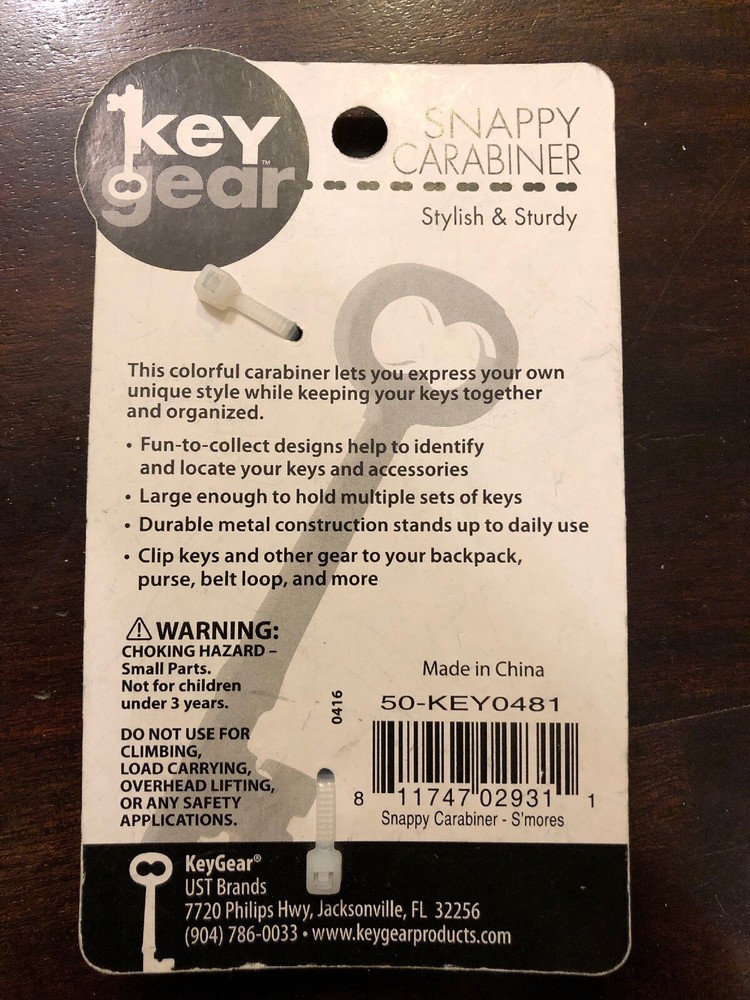 key
gear™
SNAPPY
CARABINER
Stylish & Sturdy
This colorful carabiner lets you express your own
unique style while keeping your keys together
and organized.
• Fun-to-collect designs help to identify
and locate your keys and accessories
• Large enough to hold multiple sets of keys
• Durable metal construction stands up to daily use
• Clip keys and other gear to your backpack,
purse, belt loop, and more
⚠ WARNING:
CHOKING HAZARD –
Small Parts.
Not for children
under 3 years.
DO NOT USE FOR
CLIMBING,
LOAD CARRYING,
OVERHEAD LIFTING,
OR ANY SAFETY
APPLICATIONS.
0416
Made in China
50-KEY0481
8 11747 02931 1
Snappy Carabiner - S'mores
KeyGear®
UST Brands
7720 Philips Hwy, Jacksonville, FL 32256
(904) 786-0033 • www.keygearproducts.com